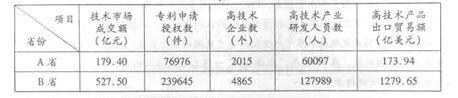 项目 技术市场 专利申请 高技术 高技术产业 高技术产品
成交额 授权数 企业数 研发人员数 出口贸易额
省份 (亿元) (件) (个) (人) (亿美元)
A省 179.40 76976 2015 60097 173.94
B省 527.50 239645 4865 127989 1279.65